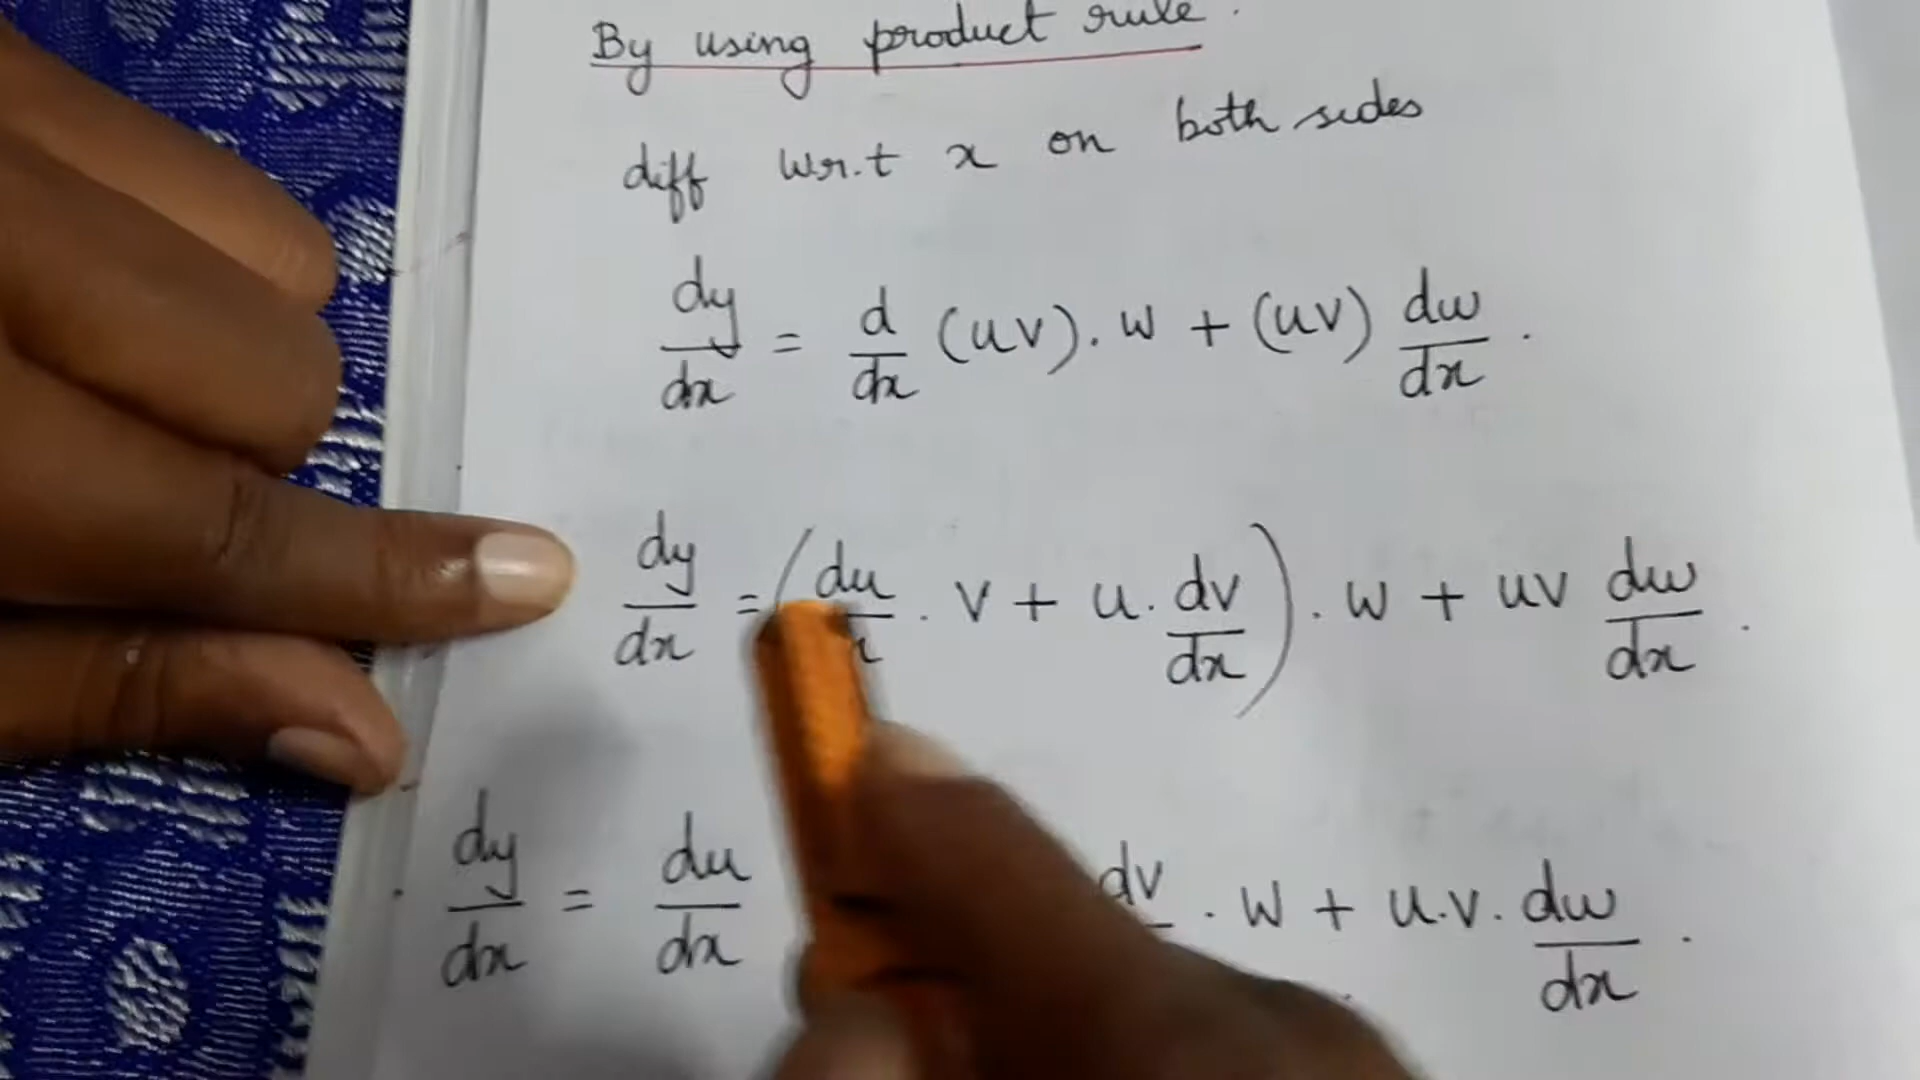 By using product rule.
diff w.r.t x on both sides
dy/dx = d/dx (uv). w + (uv) dw/dx .
dy/dx = (du/ . v + u. dv/dx) . w + uv dw/dx .
dy/dx = du/dx dv . w + u.v. dw/dx .